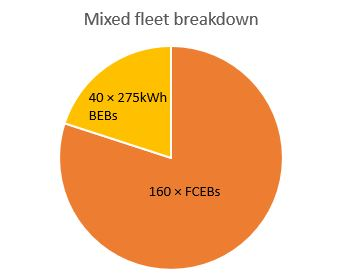 Mixed fleet breakdown
40 × 275kWh
BEBs
160 × FCEBs